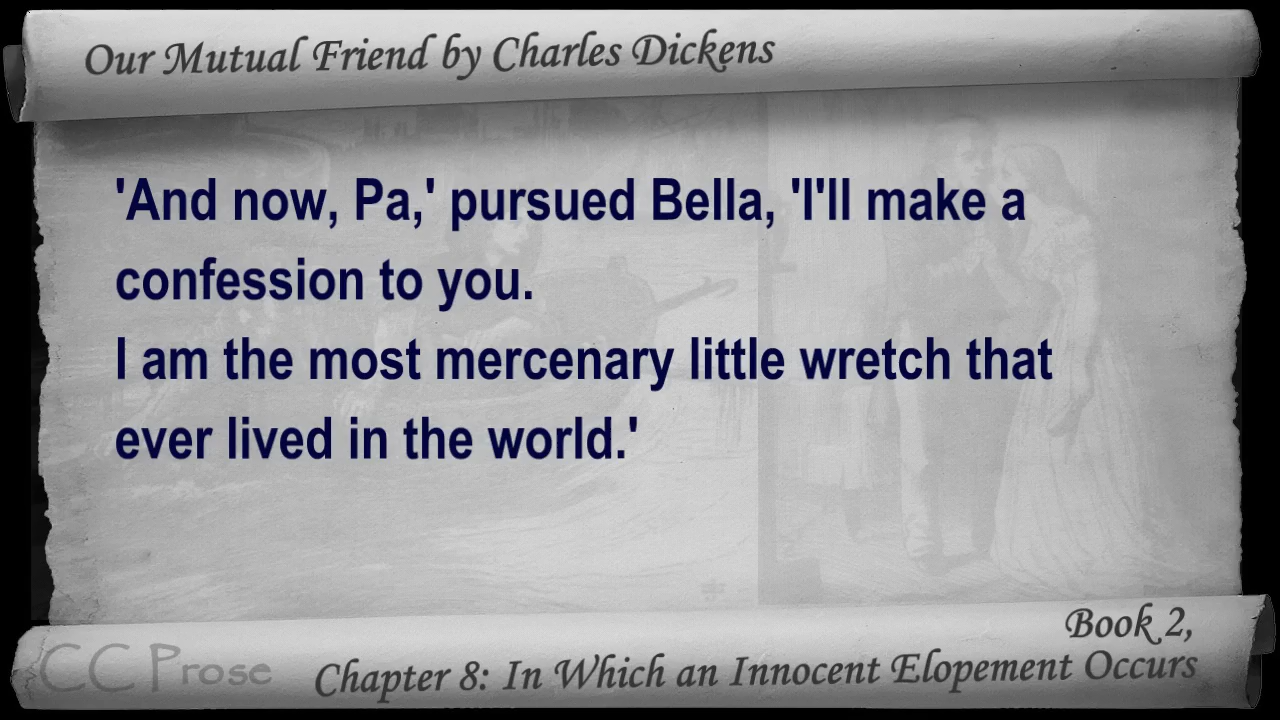 Our Mutual Friend by Charles Dickens
'And now, Pa,' pursued Bella, 'I'll make a
confession to you.
I am the most mercenary little wretch that
ever lived in the world.'
Book 2,
CC Prose
Chapter 8: In Which an Innocent Elopement Occurs